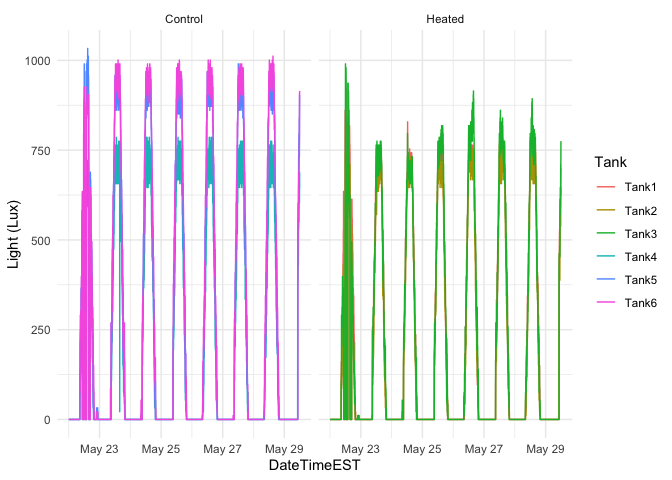 Control
Heated
1000
750
500
250
0
Light (Lux)
May 23
May 25
May 27
May 29
May 23
May 25
May 27
May 29
DateTimeEST
Tank
Tank1
Tank2
Tank3
Tank4
Tank5
Tank6